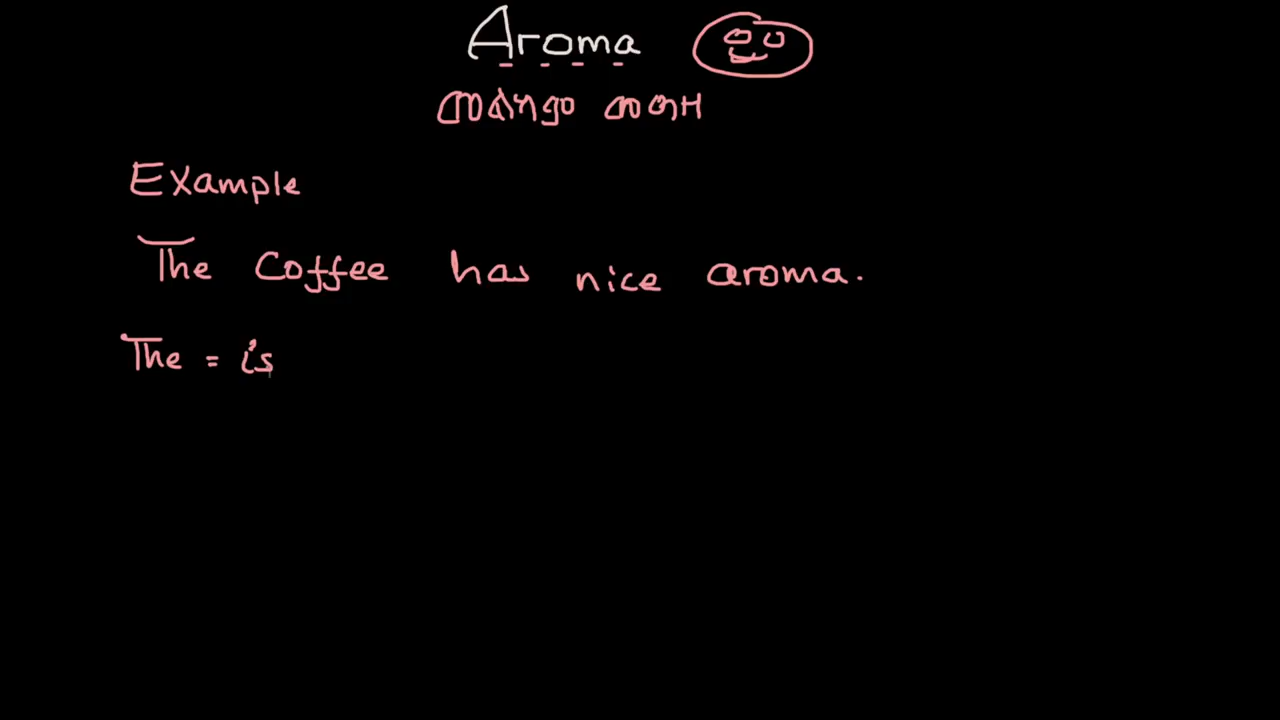 Aroma
Example
The Coffee has nice aroma.
The = is